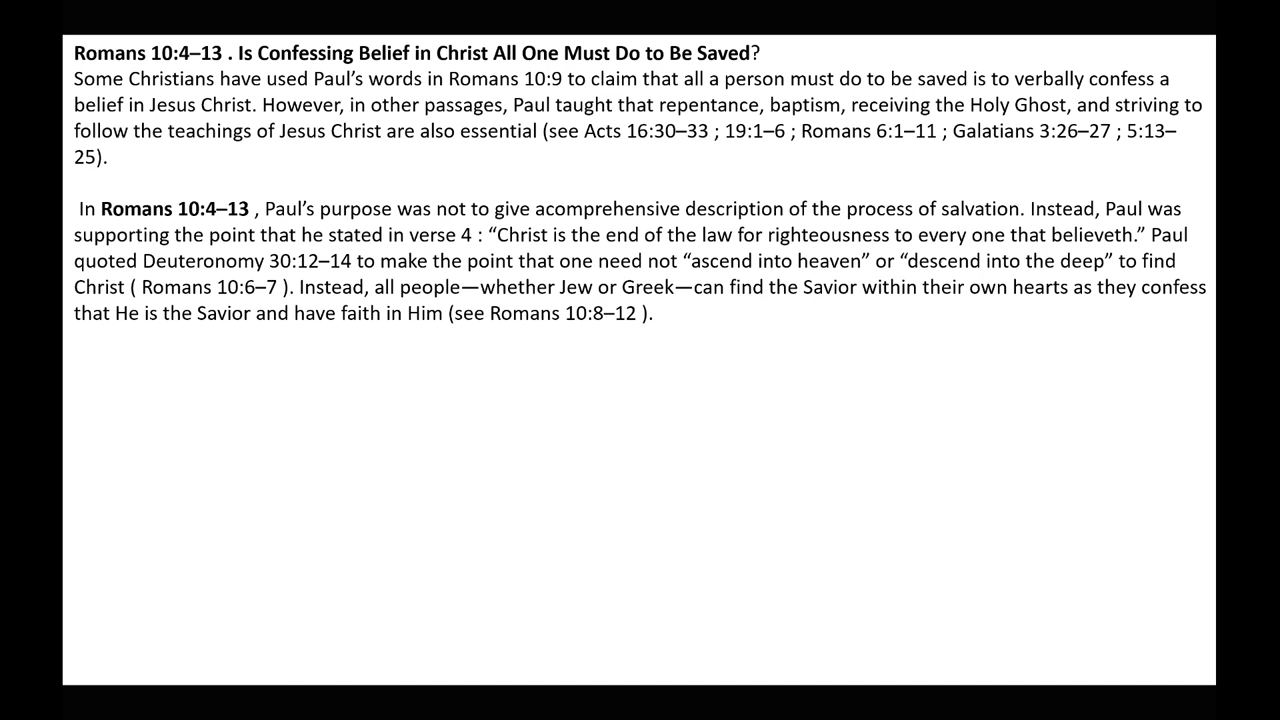 Romans 10:4–13 . Is Confessing Belief in Christ All One Must Do to Be Saved?
Some Christians have used Paul’s words in Romans 10:9 to claim that all a person must do to be saved is to verbally confess a
belief in Jesus Christ. However, in other passages, Paul taught that repentance, baptism, receiving the Holy Ghost, and striving to
follow the teachings of Jesus Christ are also essential (see Acts 16:30–33 ; 19:1–6 ; Romans 6:1–11 ; Galatians 3:26–27 ; 5:13–
25).
In Romans 10:4–13 , Paul’s purpose was not to give acomprehensive description of the process of salvation. Instead, Paul was
supporting the point that he stated in verse 4 : “Christ is the end of the law for righteousness to every one that believeth.” Paul
quoted Deuteronomy 30:12–14 to make the point that one need not “ascend into heaven” or “descend into the deep” to find
Christ ( Romans 10:6–7 ). Instead, all people—whether Jew or Greek—can find the Savior within their own hearts as they confess
that He is the Savior and have faith in Him (see Romans 10:8–12 ).